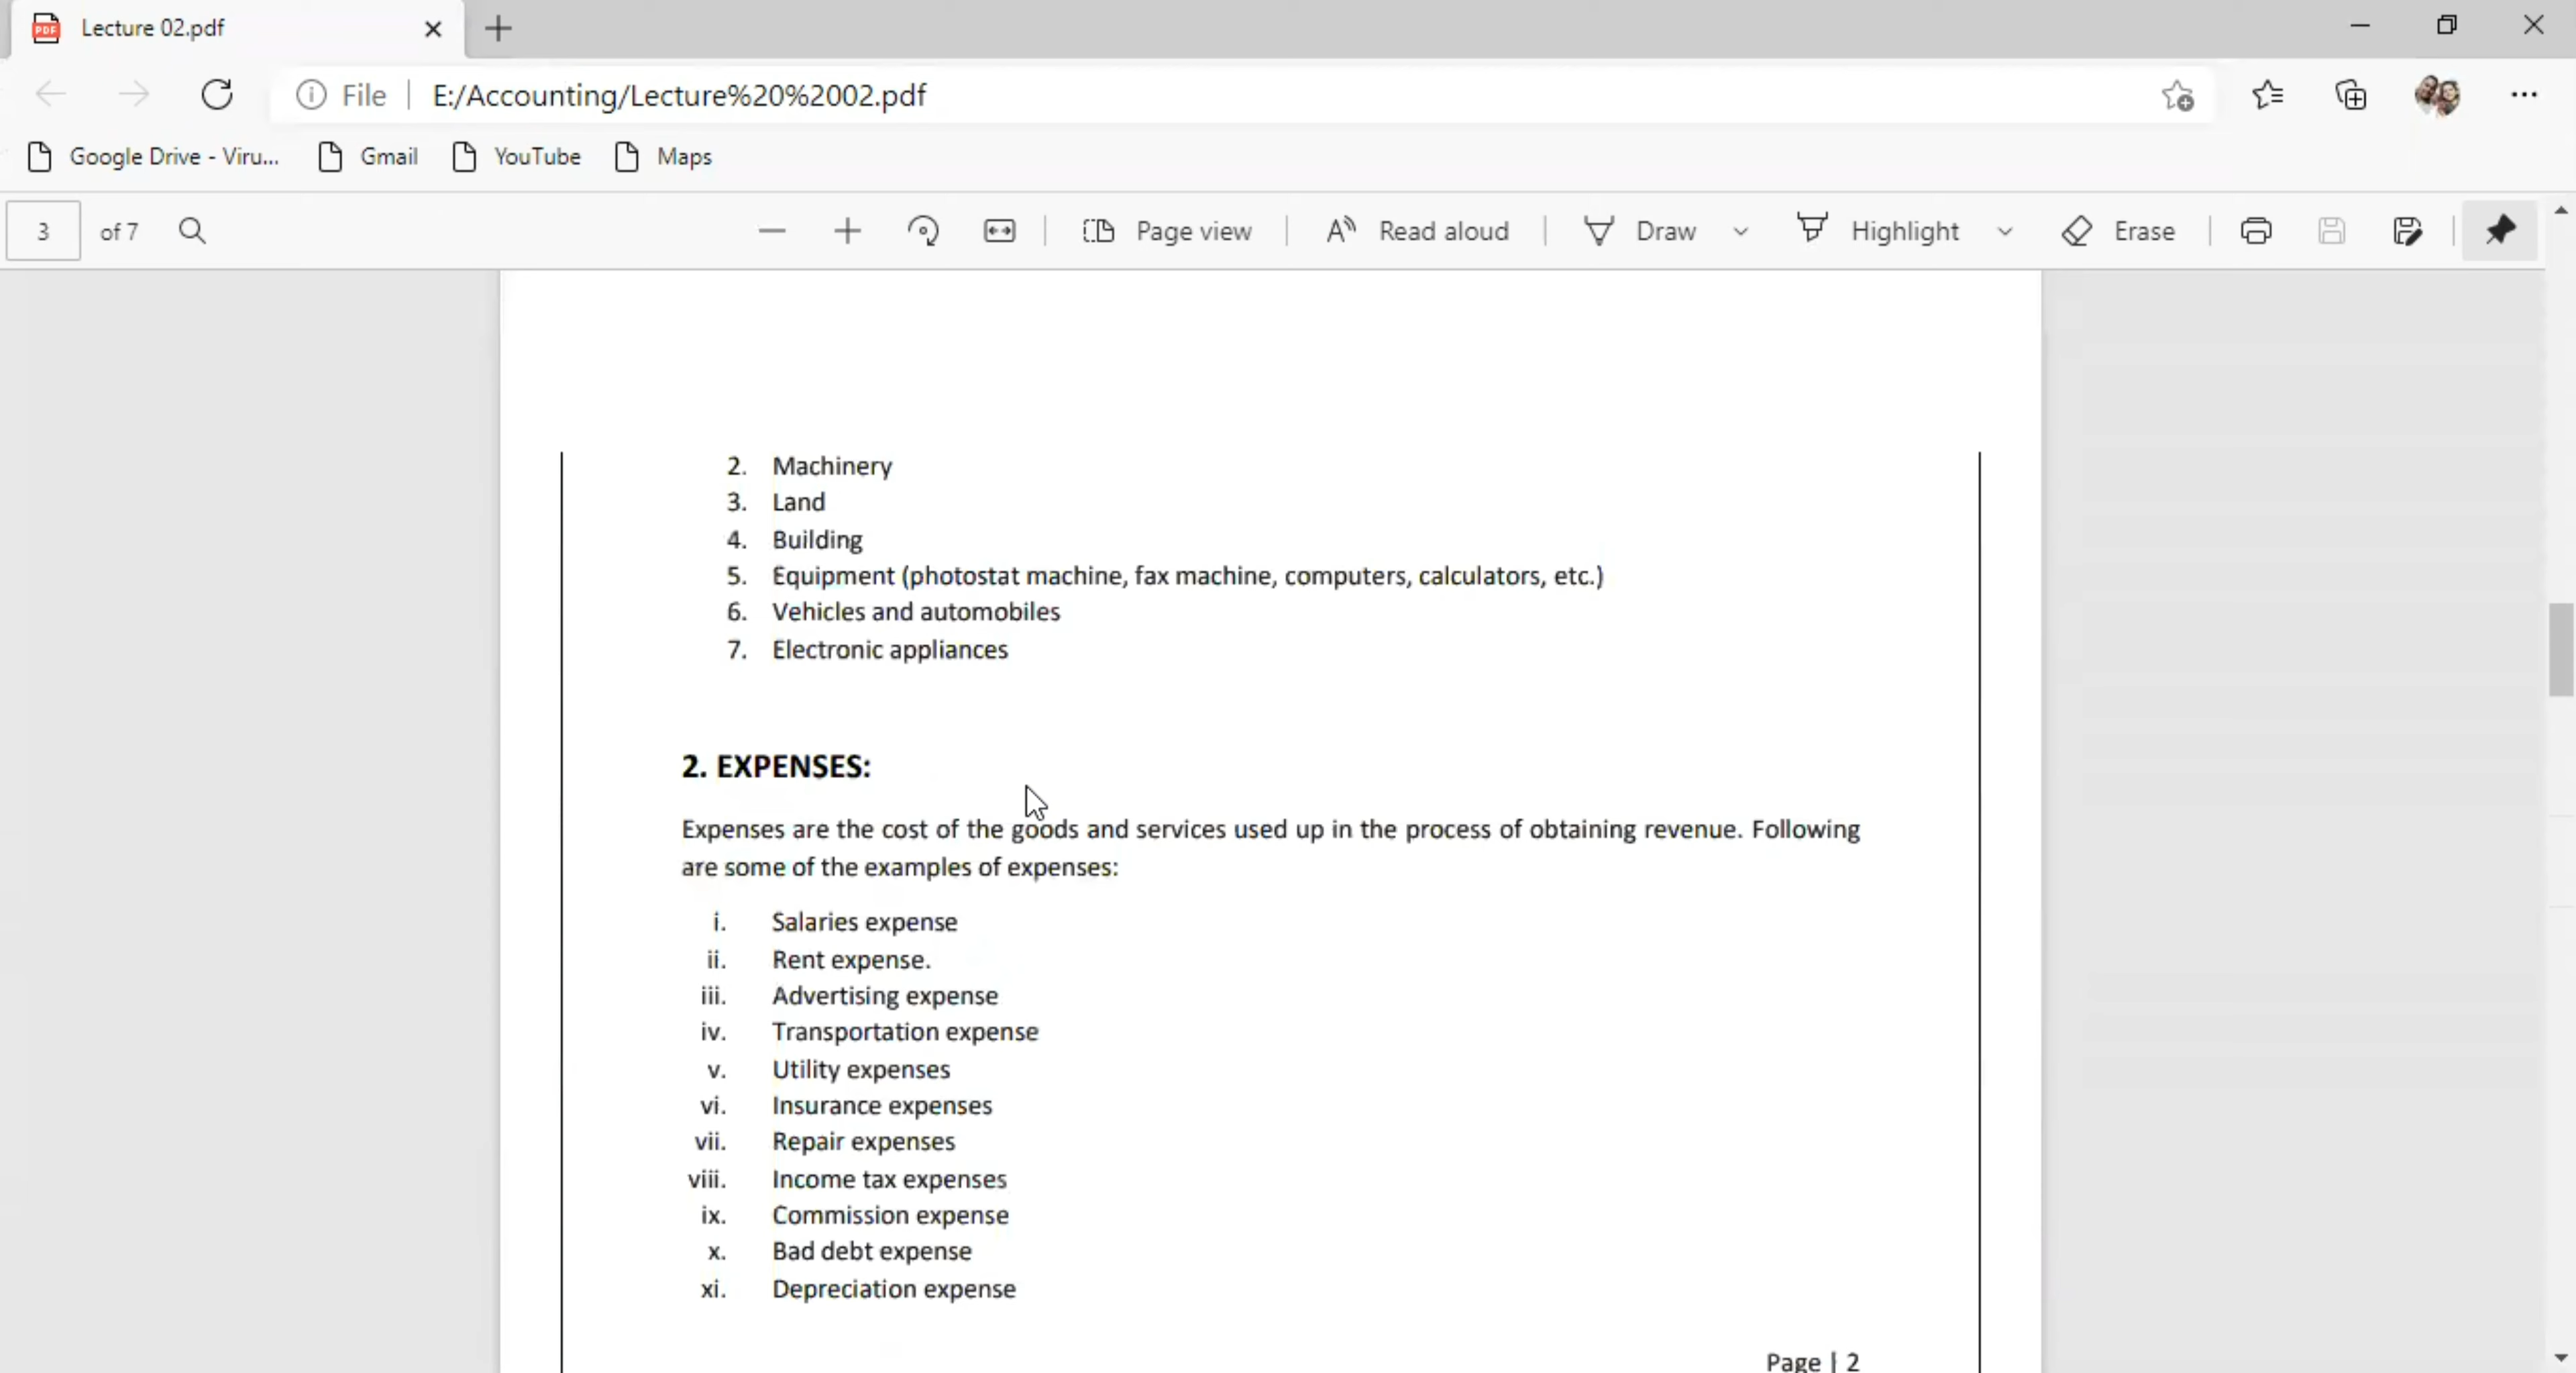 Lecture 02.pdf
File E:/Accounting/Lecture%20%2002.pdf
Google Drive - Viru... Gmail YouTube Maps
3 of 7 Page view Read aloud Draw Highlight Erase
2. Machinery
3. Land
4. Building
5. Equipment (photostat machine, fax machine, computers, calculators, etc.)
6. Vehicles and automobiles
7. Electronic appliances
2. EXPENSES:
Expenses are the cost of the goods and services used up in the process of obtaining revenue. Following
are some of the examples of expenses:
i. Salaries expense
ii. Rent expense.
iii. Advertising expense
iv. Transportation expense
v. Utility expenses
vi. Insurance expenses
vii. Repair expenses
viii. Income tax expenses
ix. Commission expense
x. Bad debt expense
xi. Depreciation expense
Page | 2